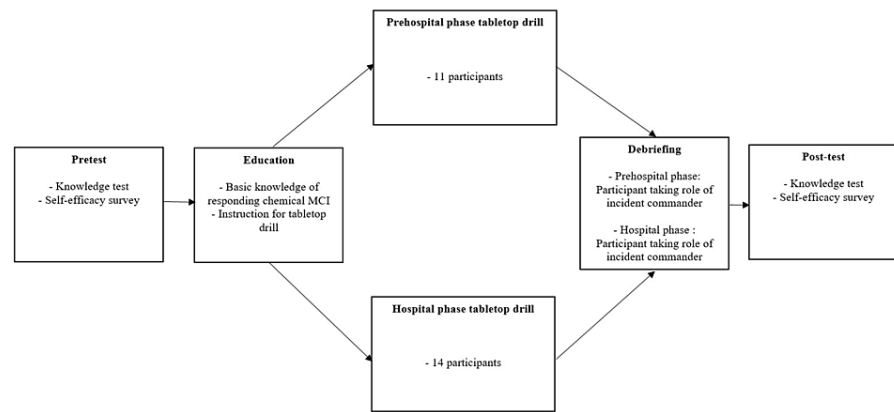 Prehospital phase tabletop drill
- 11 participants
Pretest
- Knowledge test
- Self-efficacy survey
Education
- Basic knowledge of
responding chemical MCI
- Instruction for tabletop
drill
Hospital phase tabletop drill
- 14 participants
Debriefing
- Prehospital phase:
Participant taking role of
incident commander
- Hospital phase :
Participant taking role of
incident commander
Post-test
- Knowledge test
- Self-efficacy survey